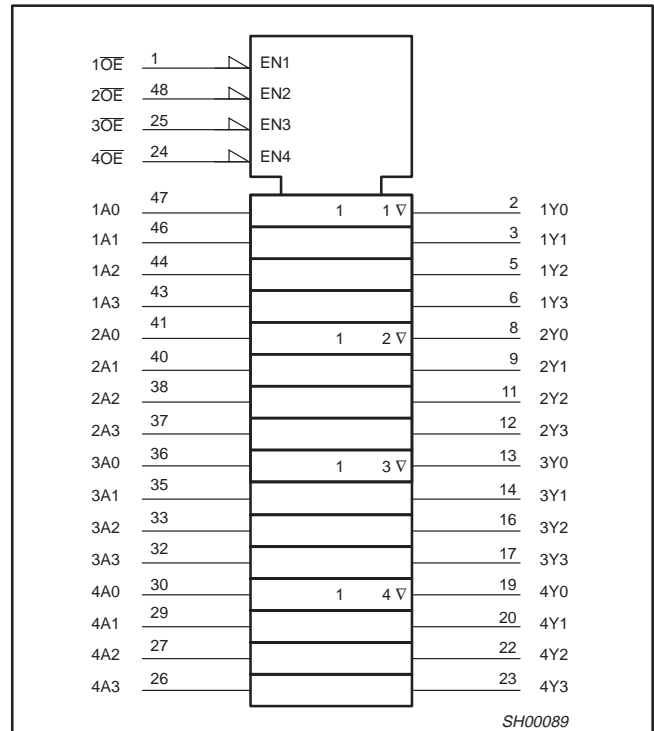 1O̅E̅ 1 EN1
2O̅E̅ 48 EN2
3O̅E̅ 25 EN3
4O̅E̅ 24 EN4
1A0 47 1 1 ∇ 2 1Y0
1A1 46 3 1Y1
1A2 44 5 1Y2
1A3 43 6 1Y3
2A0 41 1 2 ∇ 8 2Y0
2A1 40 9 2Y1
2A2 38 11 2Y2
2A3 37 12 2Y3
3A0 36 1 3 ∇ 13 3Y0
3A1 35 14 3Y1
3A2 33 16 3Y2
3A3 32 17 3Y3
4A0 30 1 4 ∇ 19 4Y0
4A1 29 20 4Y1
4A2 27 22 4Y2
4A3 26 23 4Y3
SH00089